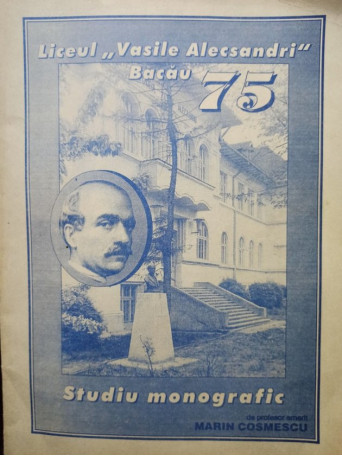 Liceul „Vasile Alecsandri"
Bacău
75
Studiu monografic
de profesor emerit
MARIN COSMESCU